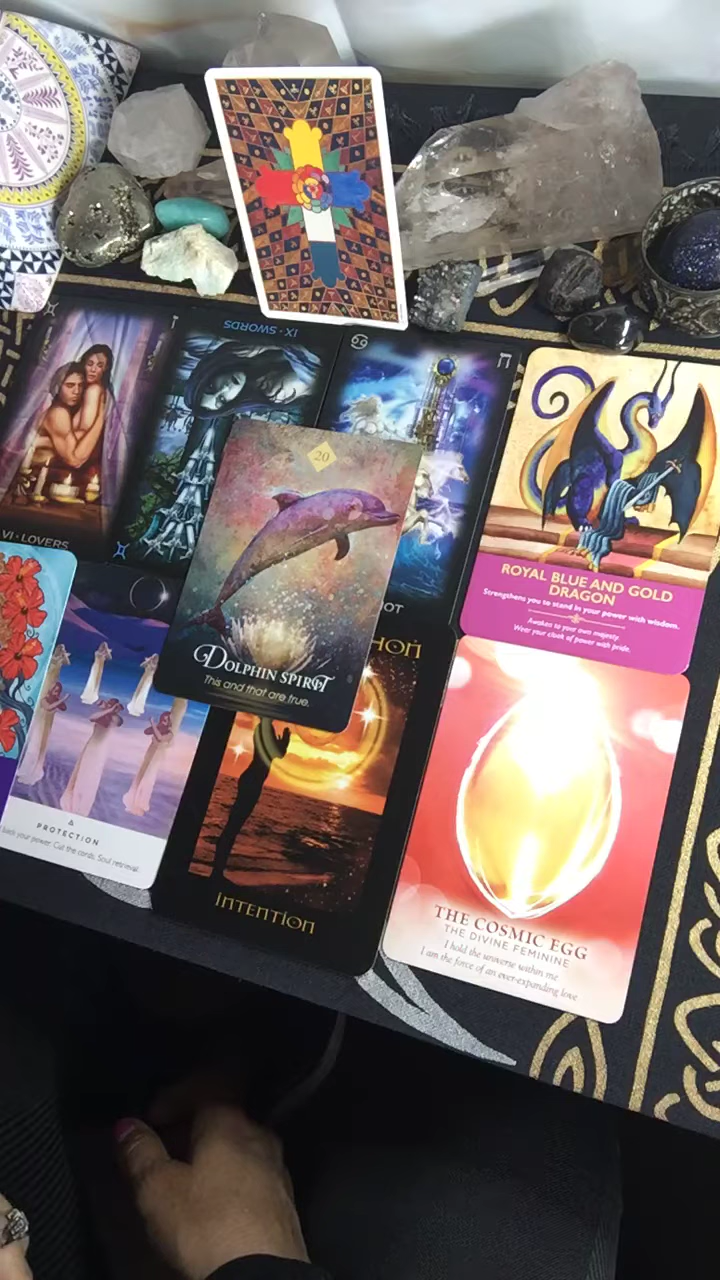 IX · SWORDS
VI · LOVERS
20
DOLPHIN SPIRIT
This and that are true.
ROYAL BLUE AND GOLD
DRAGON
Strengthens you to stand in your power with wisdom.
Awaken to your own majesty.
Wear your cloak of power with pride.
PROTECTION
back your power. Cut the cords. Soul retrieval
INTENTION
THE COSMIC EGG
THE DIVINE FEMININE
I hold the universe within me
I am the force of an ever-expanding love